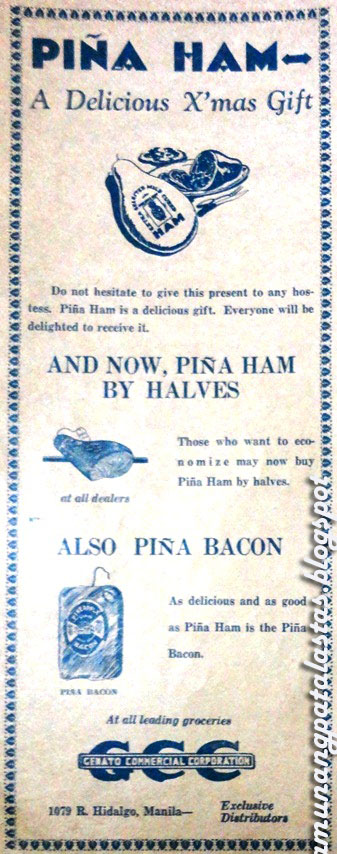 PIÑA HAM—
A Delicious X'mas Gift
HAM
Do not hesitate to give this present to any hos-
tess. Piña Ham is a delicious gift. Everyone will be
delighted to receive it.
AND NOW, PIÑA HAM
BY HALVES
Those who want to eco-
nomize may now buy
Piña Ham by halves.
at all dealers
ALSO PIÑA BACON
BACON
As delicious and as good
as Piña Ham is the Piña
Bacon.
PIÑA BACON
At all leading groceries
GCC
GENATO COMMERCIAL CORPORATION
1079 R. Hidalgo, Manila—
Exclusive
Distributors
munangpatalastas.blogspot